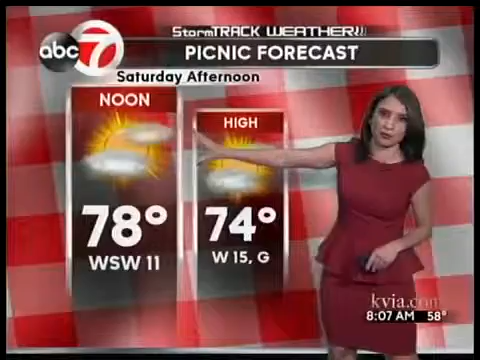 abc 7
StormTRACK WEATHER
PICNIC FORECAST
Saturday Afternoon
NOON
78°
WSW 11
HIGH
74°
W 15, G
kvia.com
8:07 AM 58°